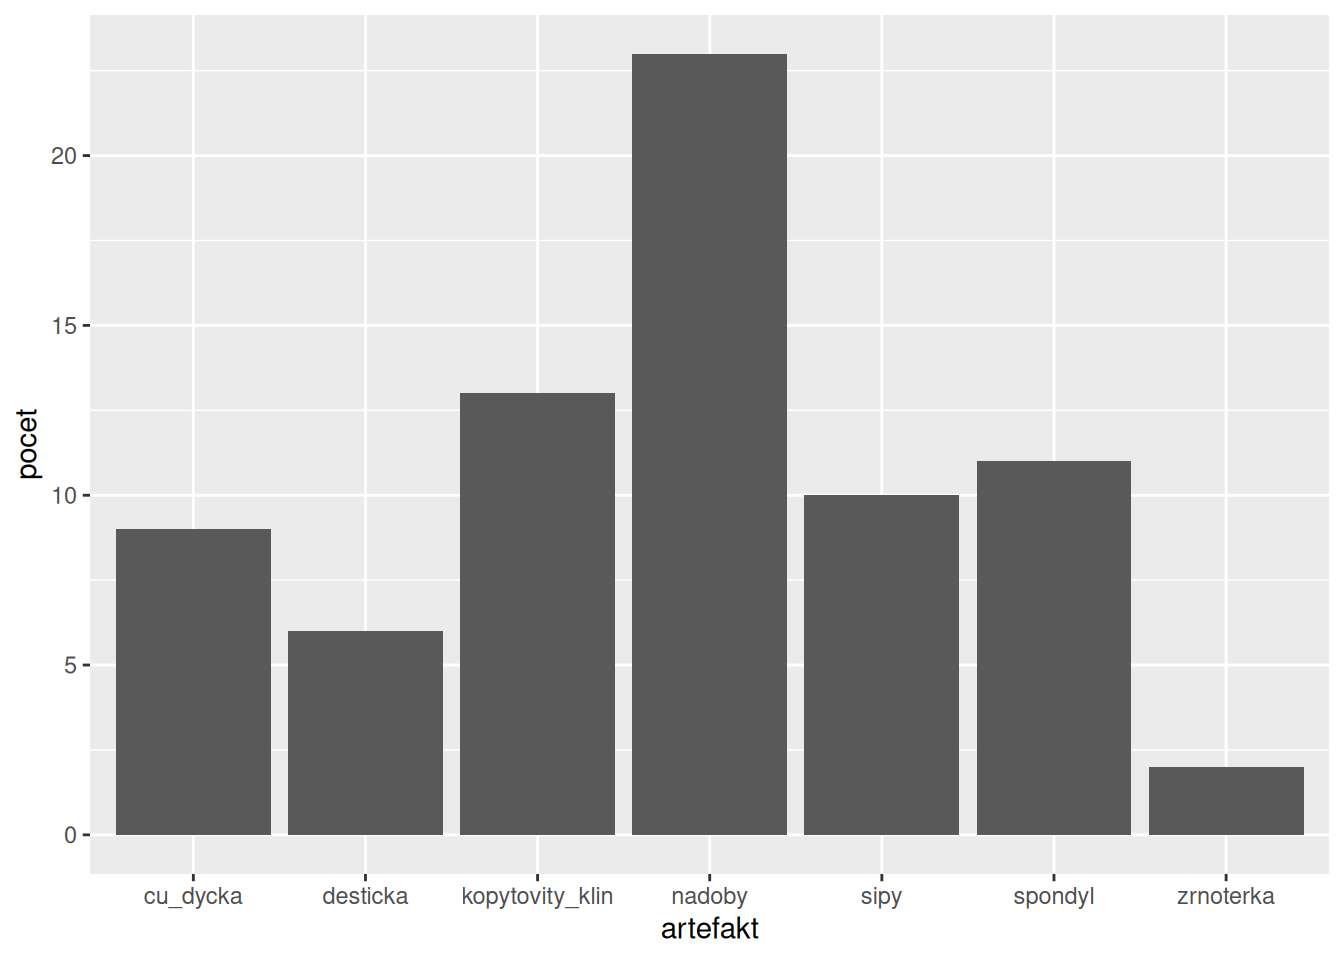 pocet
20
15
10
5
0
cu_dycka desticka kopytovity_klin nadoby sipy spondyl zrnoterka
artefakt